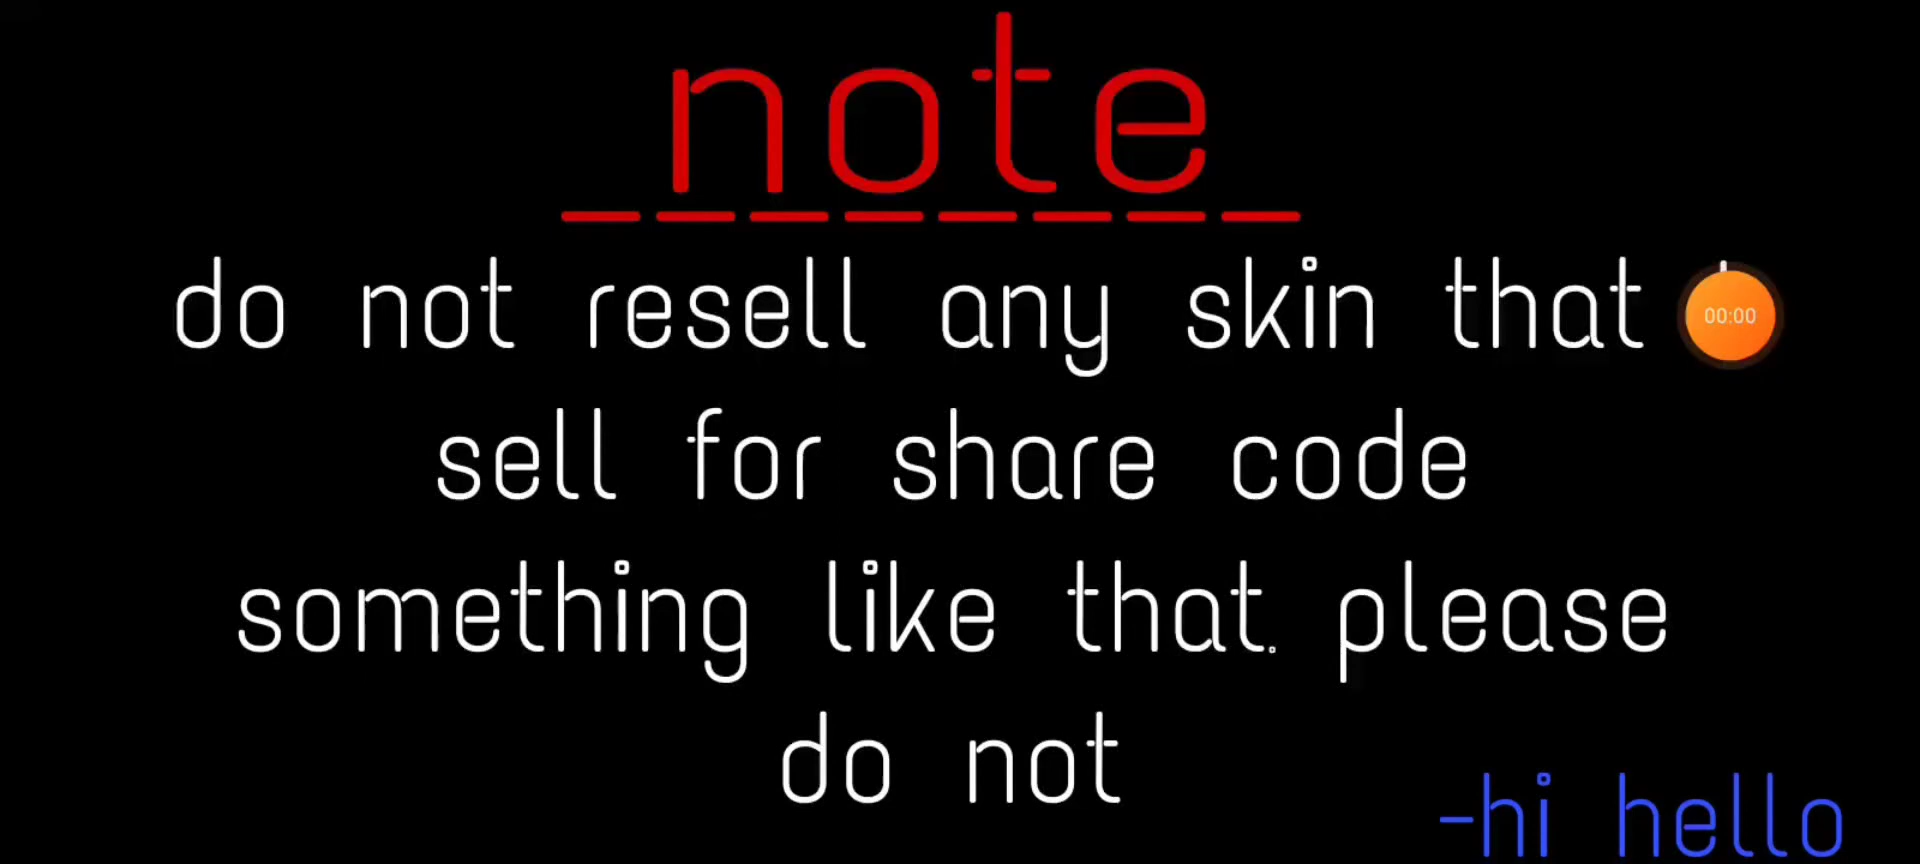 note
________
do not resell any skin that
00:00
sell for share code
something like that. please
do not
-hi hello